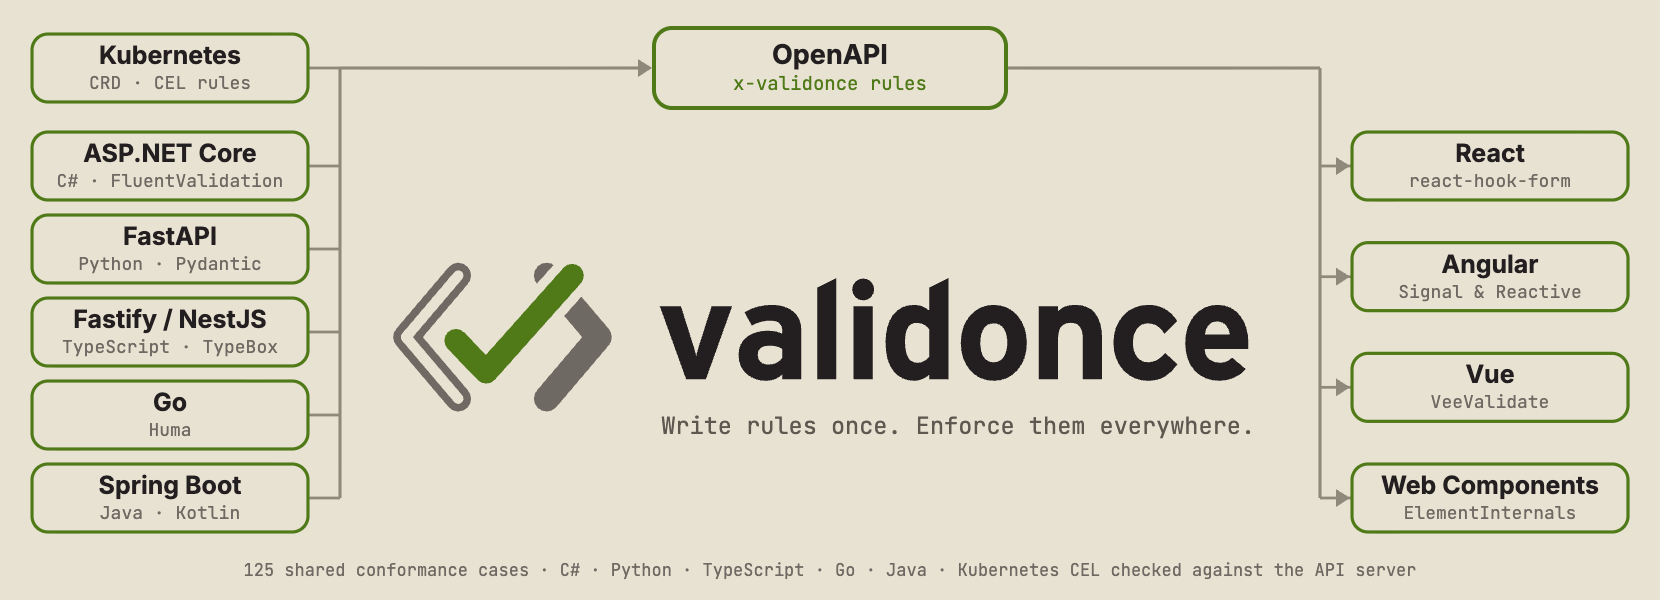 Kubernetes
CRD · CEL rules
ASP.NET Core
C# · FluentValidation
FastAPI
Python · Pydantic
Fastify / NestJS
TypeScript · TypeBox
Go
Huma
Spring Boot
Java · Kotlin
OpenAPI
x-validonce rules
validonce
Write rules once. Enforce them everywhere.
React
react-hook-form
Angular
Signal & Reactive
Vue
VeeValidate
Web Components
ElementInternals
125 shared conformance cases · C# · Python · TypeScript · Go · Java · Kubernetes CEL checked against the API server